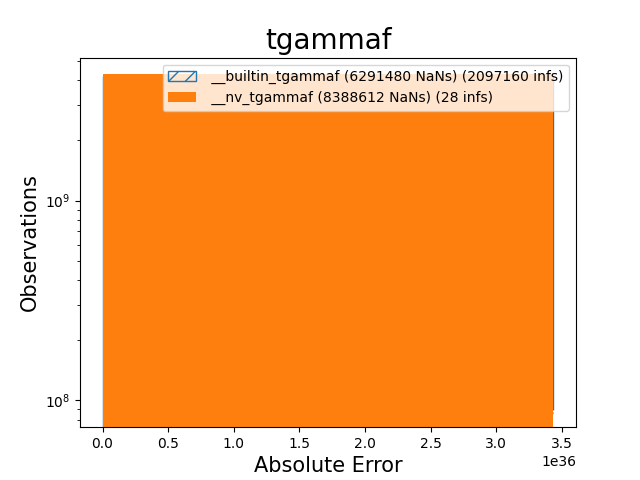 tgammaf
__builtin_tgammaf (6291480 NaNs) (2097160 infs)
__nv_tgammaf (8388612 NaNs) (28 infs)
Observations
10⁹
10⁸
0.0 0.5 1.0 1.5 2.0 2.5 3.0 3.5
1e36
Absolute Error